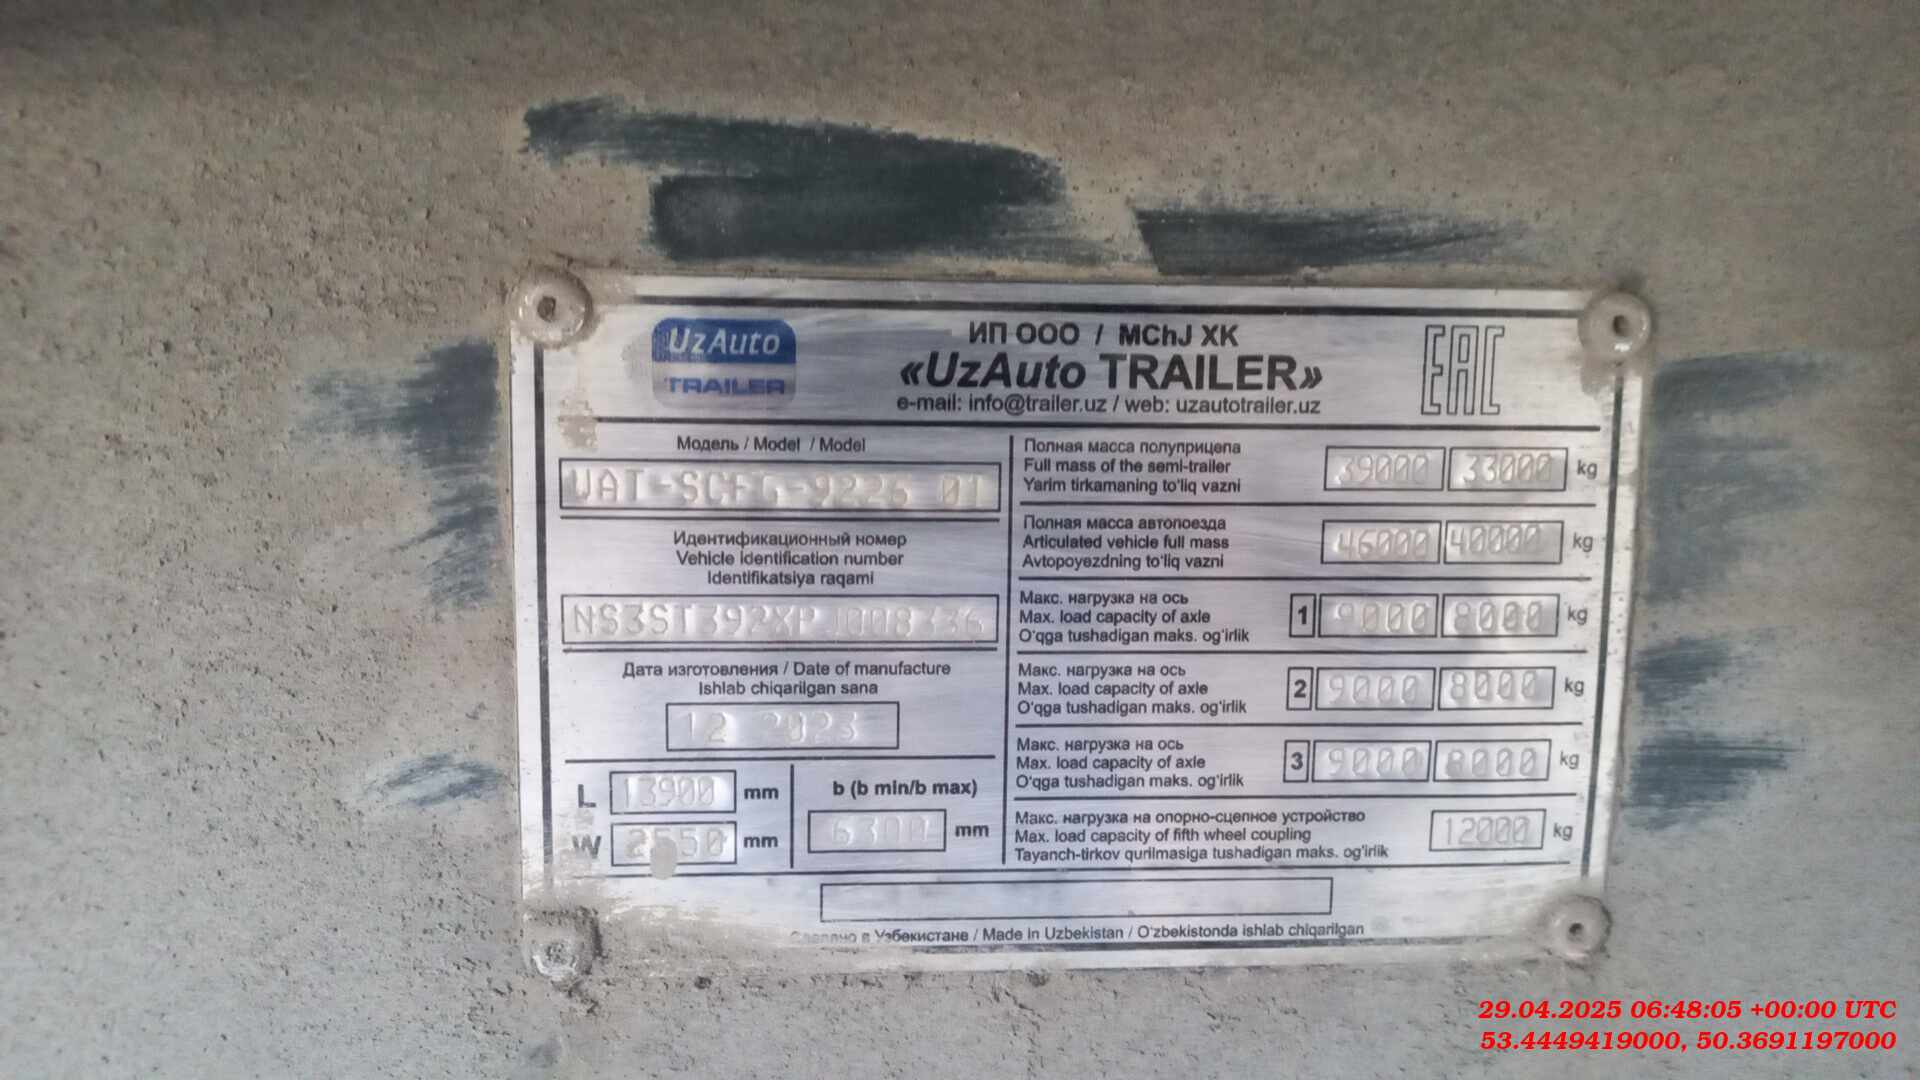 UzAuto
TRAILER
ИП ООО / MChJ XK
«UzAuto TRAILER»
e-mail: info@trailer.uz / web: uzautotrailer.uz
EAC
Модель / Model / Model
UAT-SCFG-9226 01
Идентификационный номер
Vehicle identification number
Identifikatsiya raqami
Дата изготовления / Date of manufacture
Ishlab chiqarilgan sana
12 2023
L 13900 mm
W 2550 mm
b (b min/b max)
6300 mm
Полная масса полуприцепа
Full mass of the semi-trailer
Yarim tirkamaning to'liq vazni
39000 33000 kg
Полная масса автопоезда
Articulated vehicle full mass
Avtopoyezdning to'liq vazni
46000 40000 kg
Макс. нагрузка на ось
Max. load capacity of axle
O'qga tushadigan maks. og'irlik
1 9000 8000 kg
Макс. нагрузка на ось
Max. load capacity of axle
O'qga tushadigan maks. og'irlik
2 9000 8000 kg
Макс. нагрузка на ось
Max. load capacity of axle
O'qga tushadigan maks. og'irlik
3 9000 8000 kg
Макс. нагрузка на опорно-сцепное устройство
Max. load capacity of fifth wheel coupling
Tayanch-tirkov qurilmasiga tushadigan maks. og'irlik
12000 kg
Сделано в Узбекистане / Made in Uzbekistan / O'zbekistonda ishlab chiqarilgan
29.04.2025 06:48:05 +00:00 UTC
53.4449419000, 50.3691197000